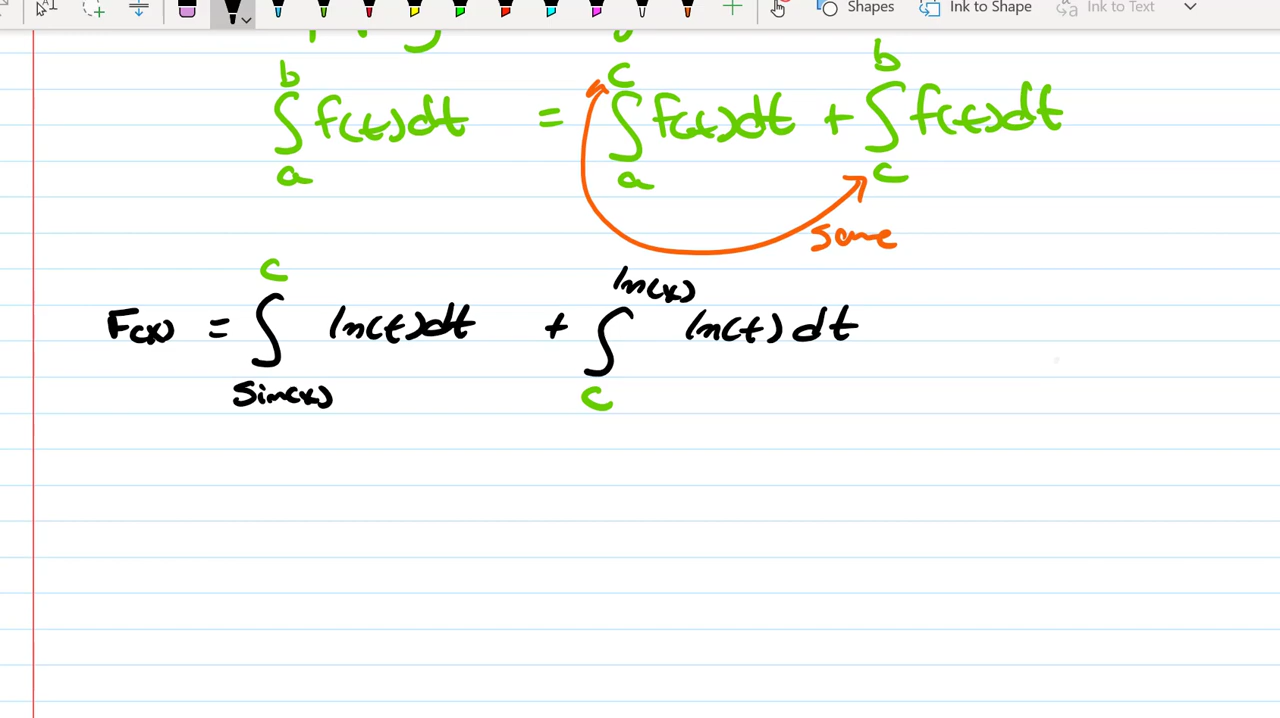 Shapes Ink to Shape Ink to Text
∫_a^b f(t)dt = ∫_a^c f(t)dt + ∫_c^b f(t)dt
same
F(x) = ∫_{sin(x)}^c ln(t)dt + ∫_c^{ln(x)} ln(t)dt